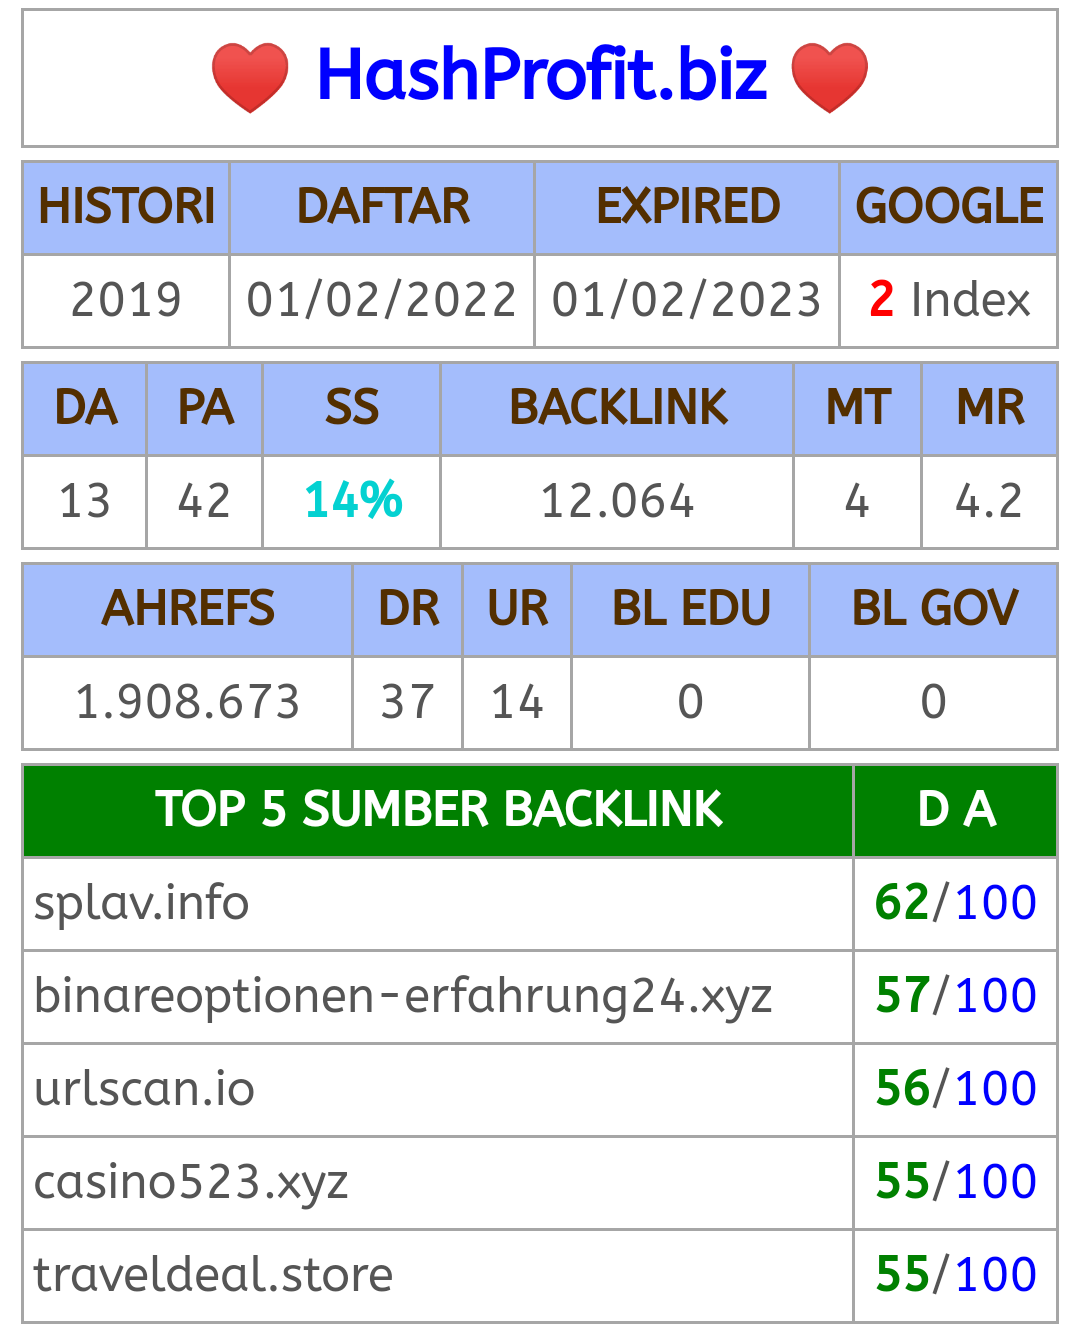 HashProfit.biz
HISTORI DAFTAR EXPIRED GOOGLE
2019 01/02/2022 01/02/2023 2 Index
DA PA SS BACKLINK MT MR
13 42 14% 12.064 4 4.2
AHREFS DR UR BL EDU BL GOV
1.908.673 37 14 0 0
TOP 5 SUMBER BACKLINK D A
splav.info 62/100
binareoptionen-erfahrung24.xyz 57/100
urlscan.io 56/100
casino523.xyz 55/100
traveldeal.store 55/100